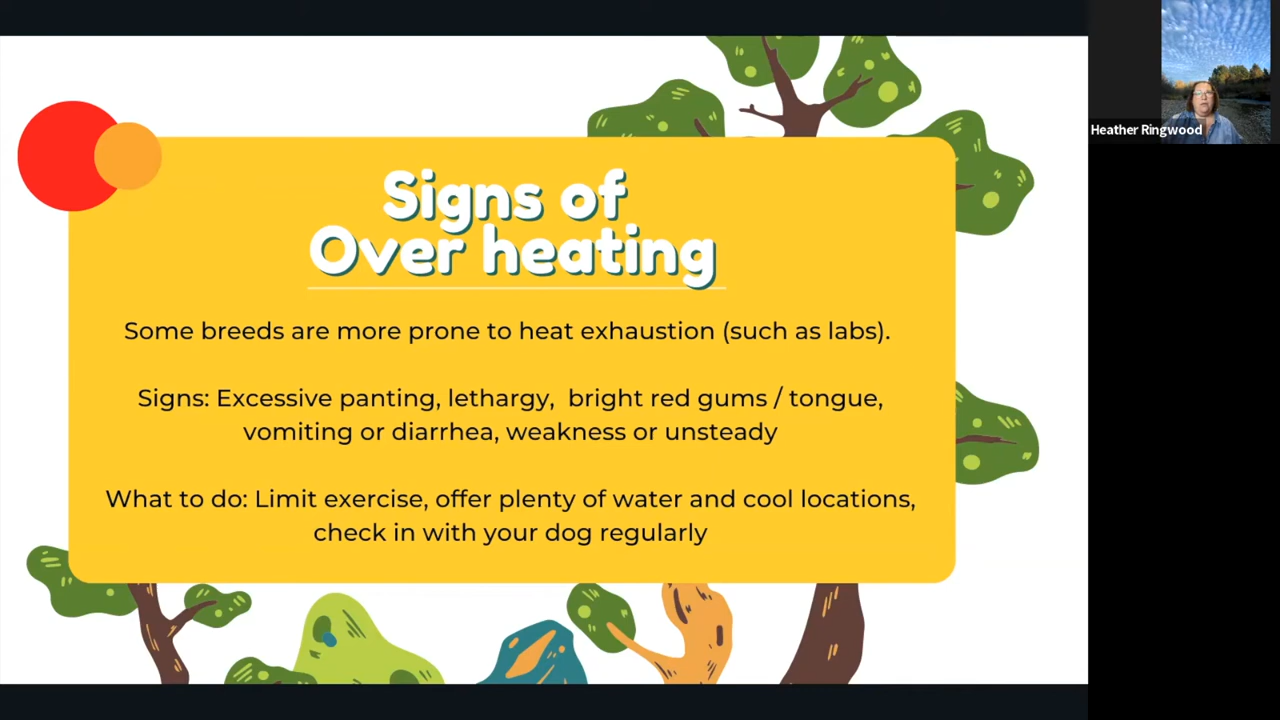 Signs of
Over heating
Some breeds are more prone to heat exhaustion (such as labs).
Signs: Excessive panting, lethargy, bright red gums / tongue,
vomiting or diarrhea, weakness or unsteady
What to do: Limit exercise, offer plenty of water and cool locations,
check in with your dog regularly
Heather Ringwood